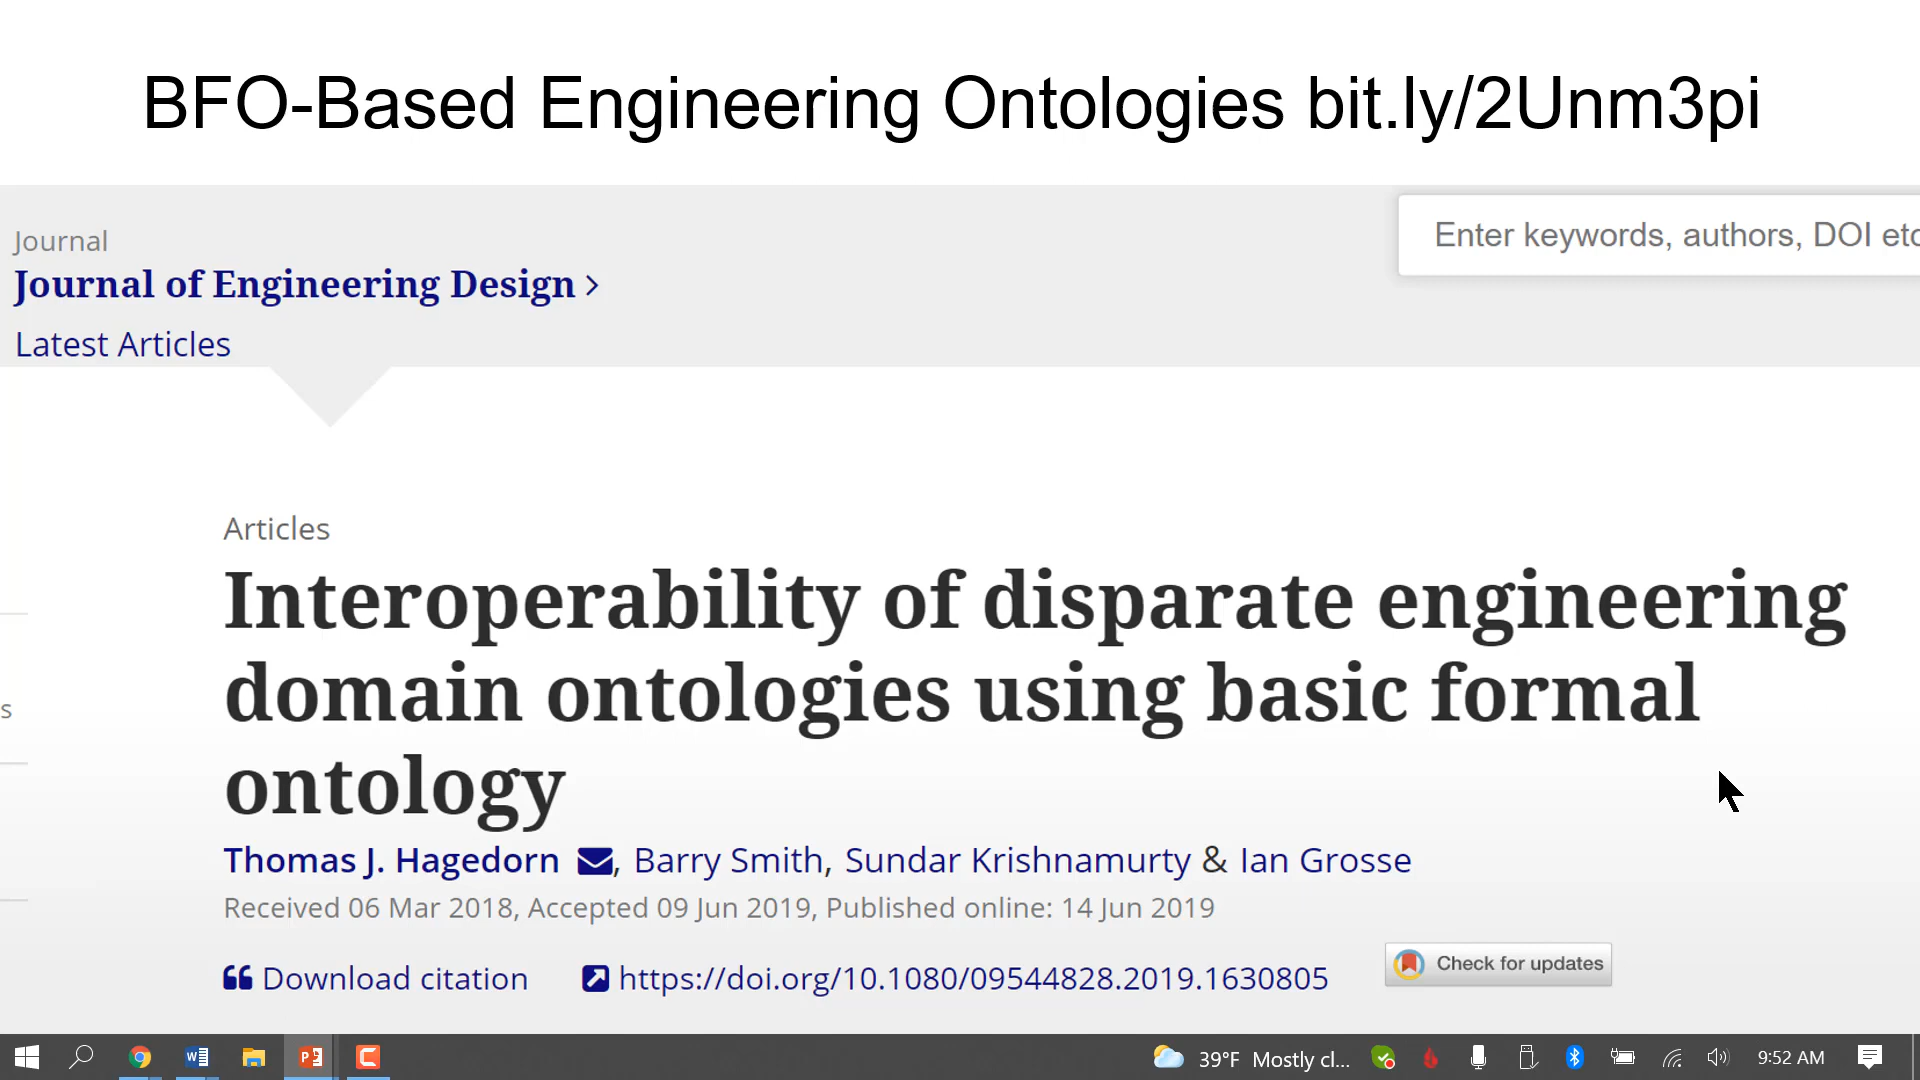 BFO-Based Engineering Ontologies bit.ly/2Unm3pi
Journal
Journal of Engineering Design >
Enter keywords, authors, DOI etc
Latest Articles
Articles
Interoperability of disparate engineering
domain ontologies using basic formal
ontology
s
Thomas J. Hagedorn , Barry Smith, Sundar Krishnamurty & Ian Grosse
Received 06 Mar 2018, Accepted 09 Jun 2019, Published online: 14 Jun 2019
Download citation https://doi.org/10.1080/09544828.2019.1630805
Check for updates
39°F Mostly cl... 9:52 AM